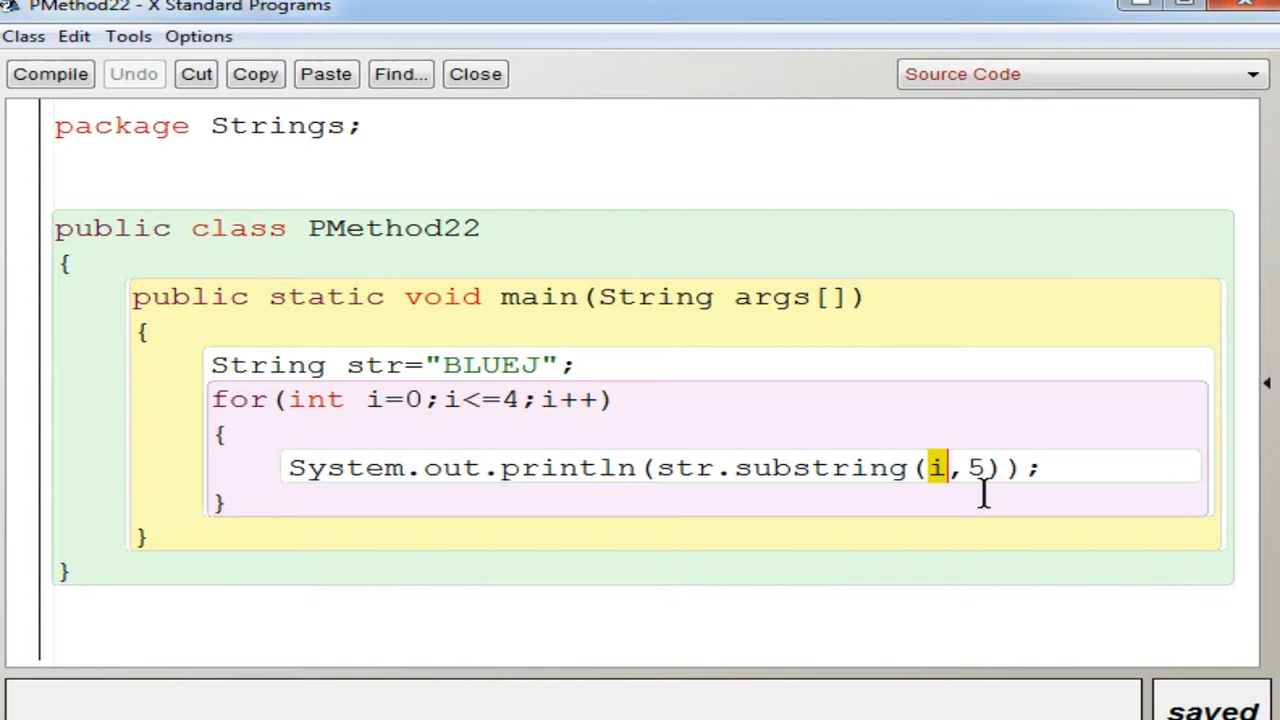 PMethod22 - X Standard Programs
Class Edit Tools Options
Compile Undo Cut Copy Paste Find... Close Source Code
package Strings;
public class PMethod22
{
public static void main(String args[])
{
String str="BLUEJ";
for(int i=0;i<=4;i++)
{
System.out.println(str.substring(i,5));
}
}
}
saved